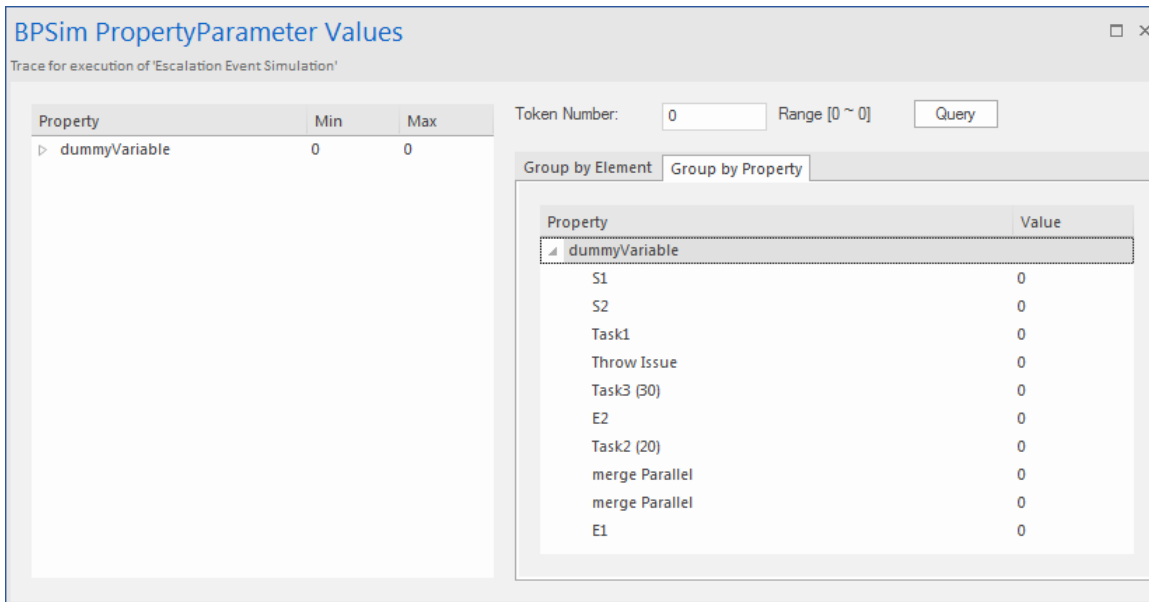 BPSim PropertyParameter Values
Trace for execution of 'Escalation Event Simulation'
Property Min Max
dummyVariable 0 0
Token Number: 0 Range [0 ~ 0] Query
Group by Element Group by Property
Property Value
dummyVariable
S1 0
S2 0
Task1 0
Throw Issue 0
Task3 (30) 0
E2 0
Task2 (20) 0
merge Parallel 0
merge Parallel 0
E1 0